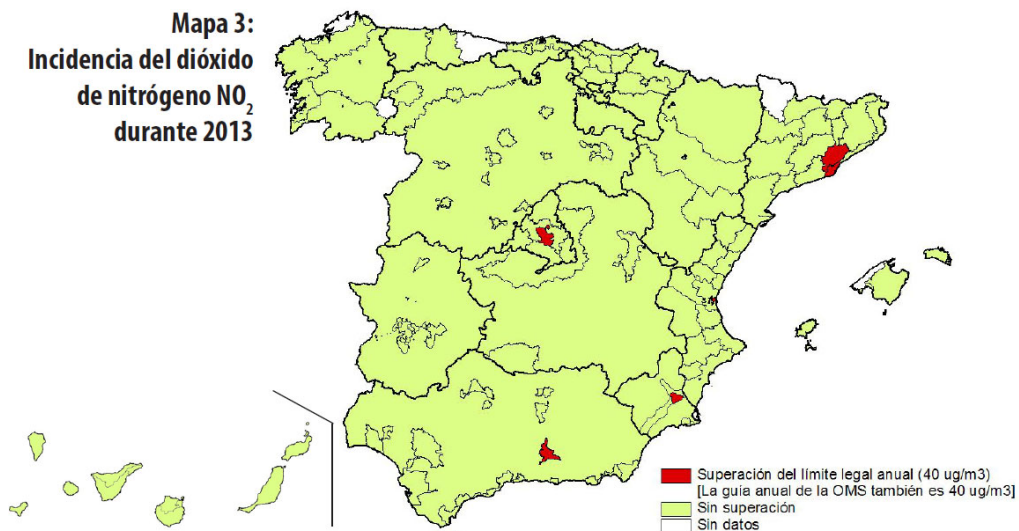 Mapa 3:
Incidencia del dióxido
de nitrógeno NO2
durante 2013
Superación del límite legal anual (40 ug/m3)
[La guía anual de la OMS también es 40 ug/m3]
Sin superación
Sin datos